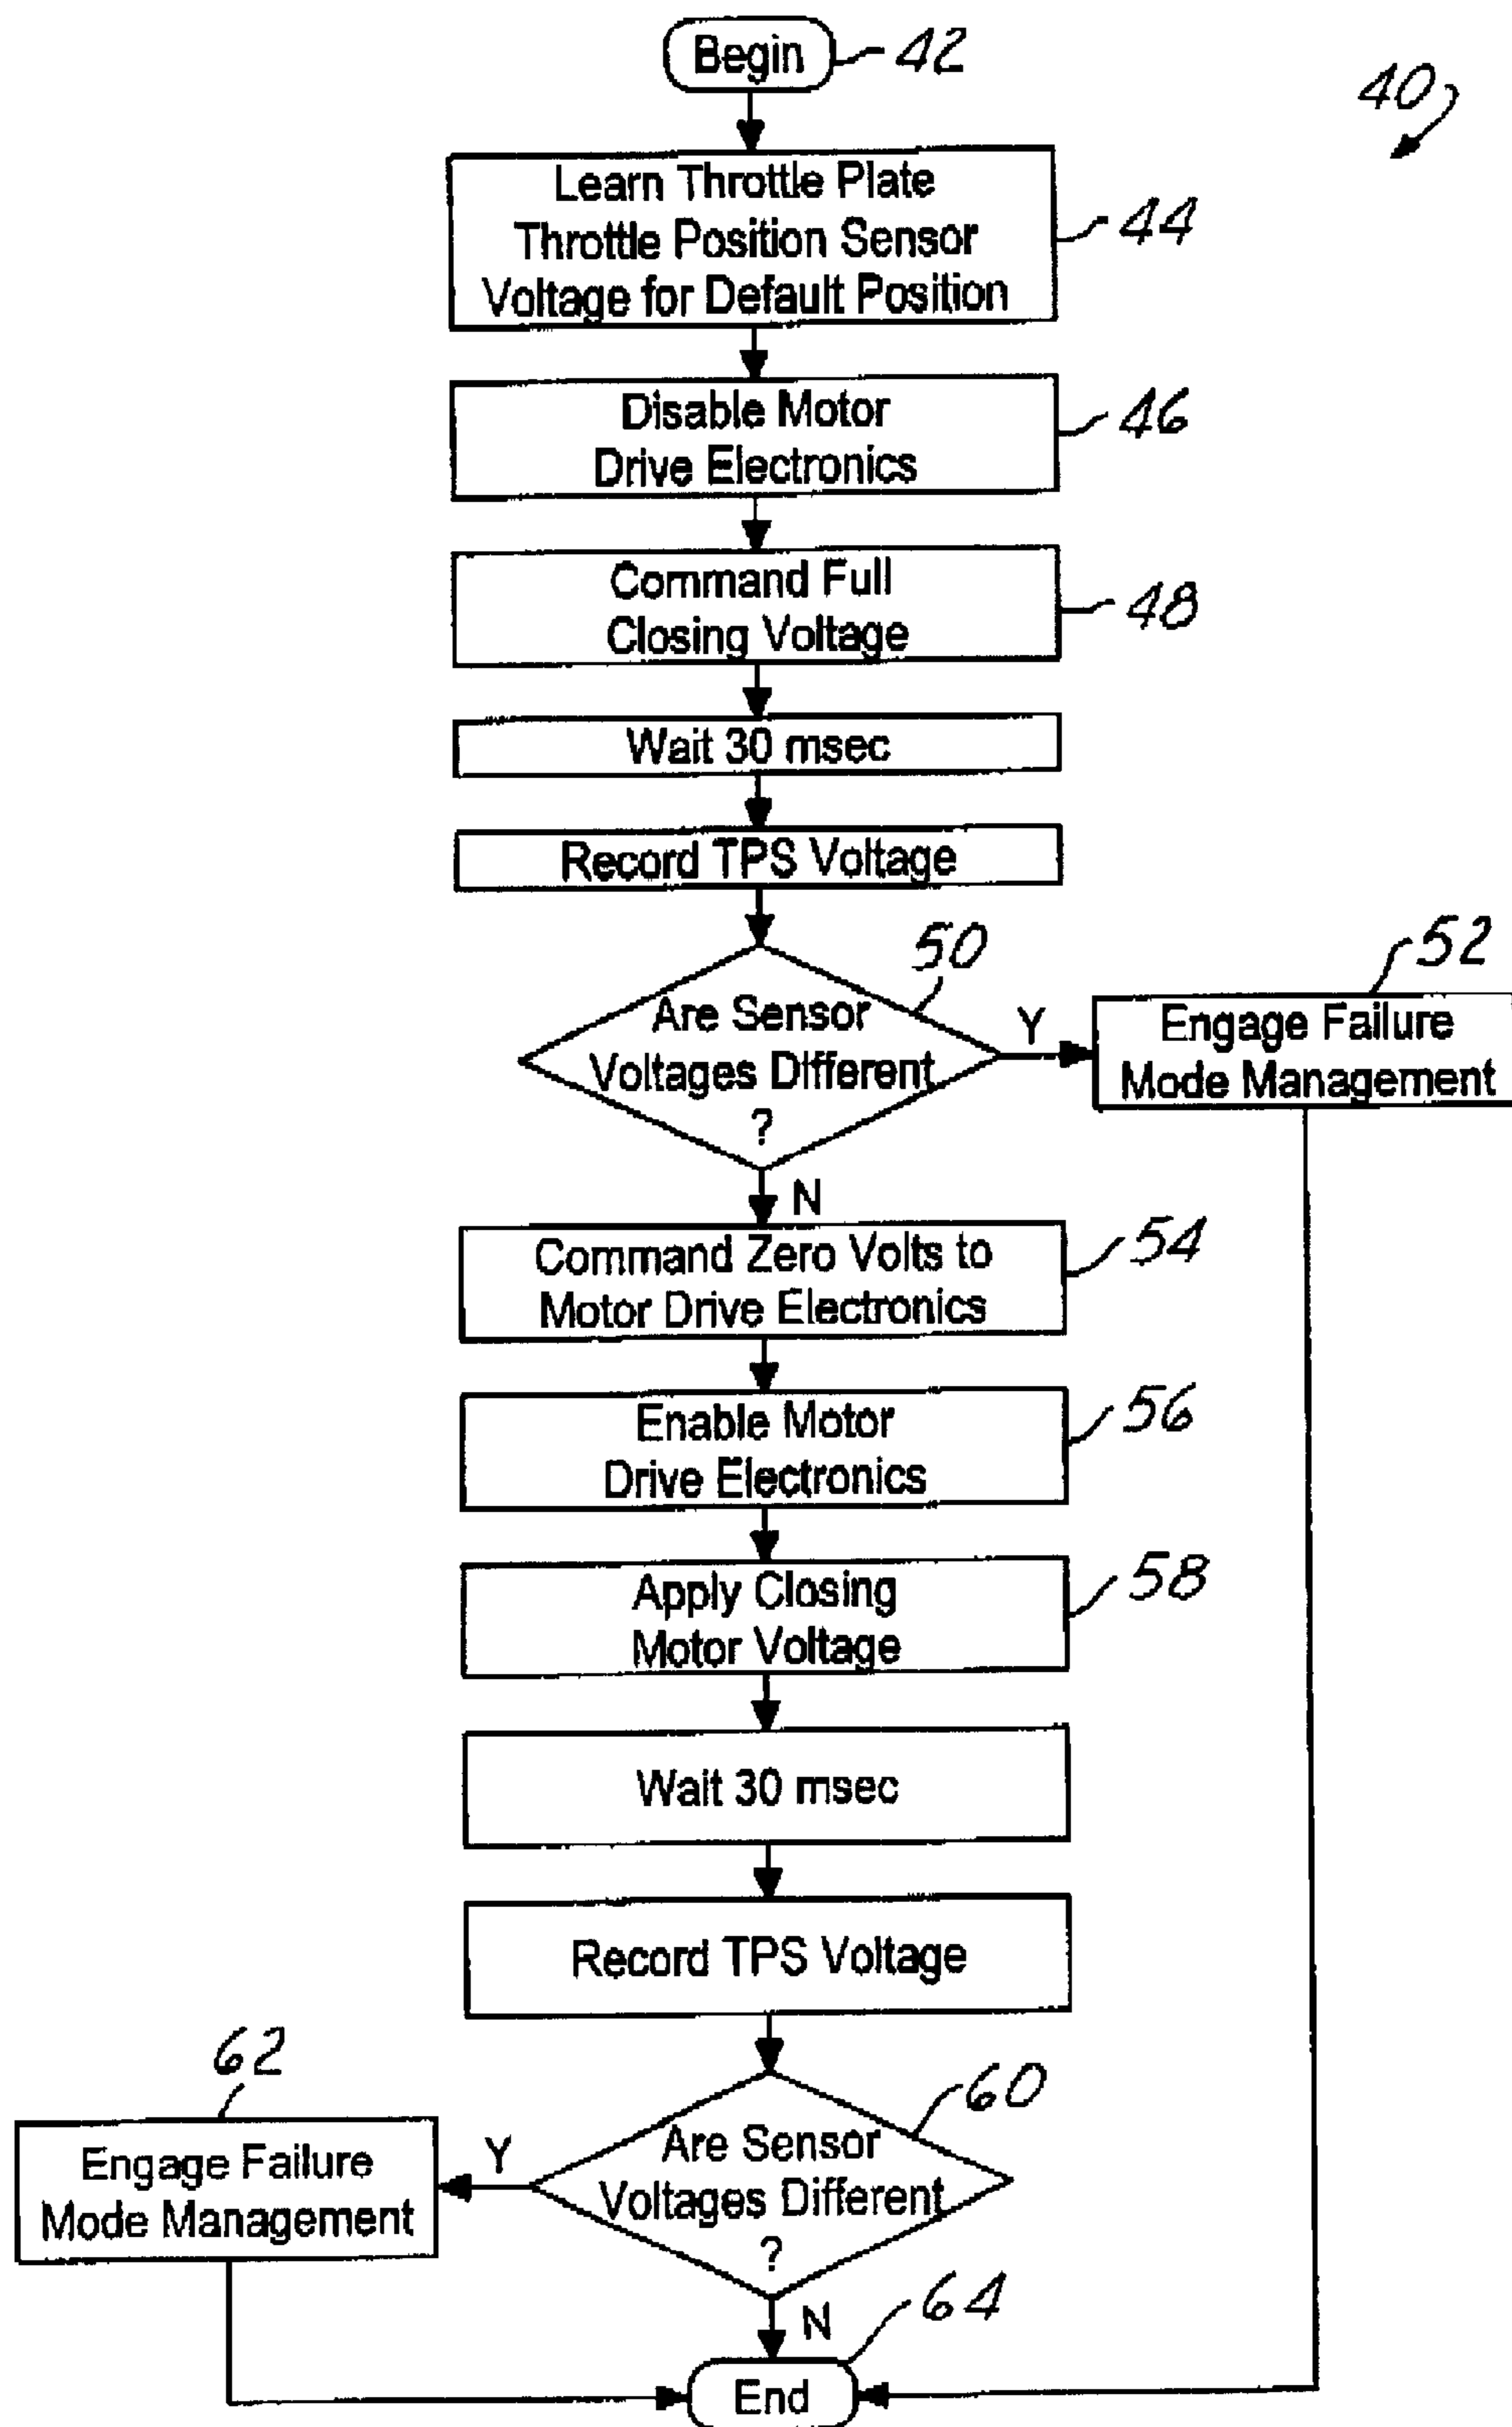 Begin
42
40
Learn Throttle Plate
Throttle Position Sensor
Voltage for Default Position
44
Disable Motor
Drive Electronics
46
Command Full
Closing Voltage
48
Wait 30 msec
Record TPS Voltage
50
Are Sensor
Voltages Different
?
Y
52
Engage Failure
Mode Management
N
Command Zero Volts to
Motor Drive Electronics
54
Enable Motor
Drive Electronics
56
Apply Closing
Motor Voltage
58
Wait 30 msec
Record TPS Voltage
62
60
Engage Failure
Mode Management
Y
Are Sensor
Voltages Different
?
N
64
End